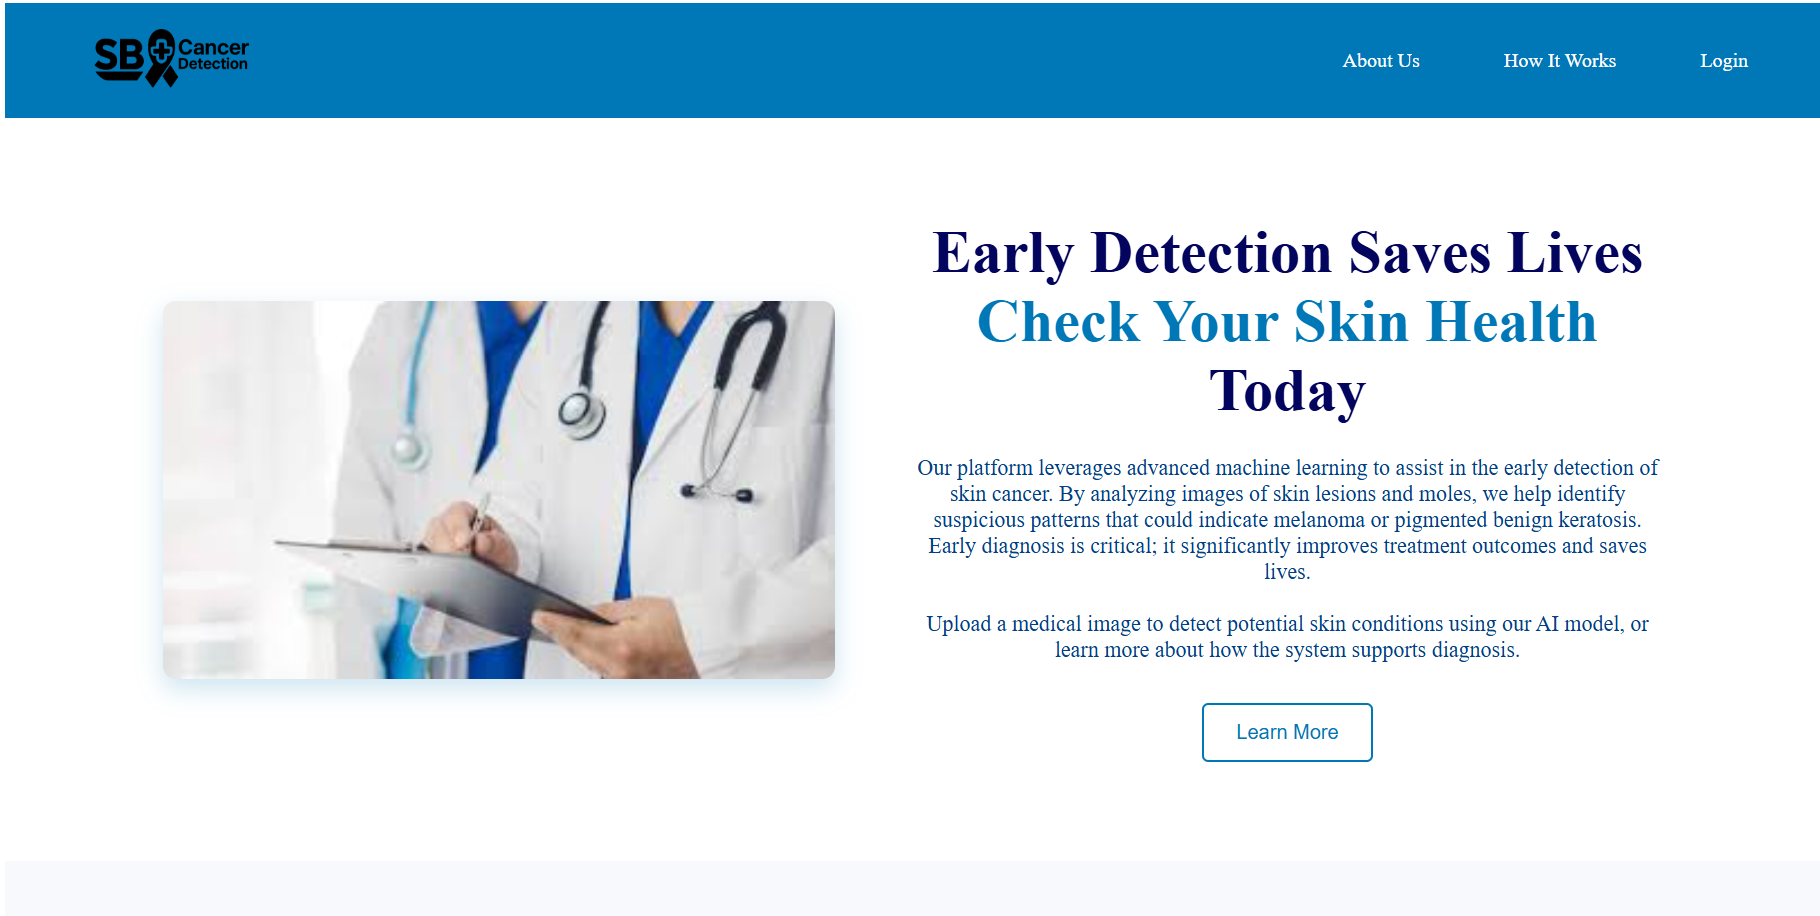 SB Cancer
Detection
About Us
How It Works
Login
Early Detection Saves Lives
Check Your Skin Health
Today
Our platform leverages advanced machine learning to assist in the early detection of
skin cancer. By analyzing images of skin lesions and moles, we help identify
suspicious patterns that could indicate melanoma or pigmented benign keratosis.
Early diagnosis is critical; it significantly improves treatment outcomes and saves
lives.
Upload a medical image to detect potential skin conditions using our AI model, or
learn more about how the system supports diagnosis.
Learn More